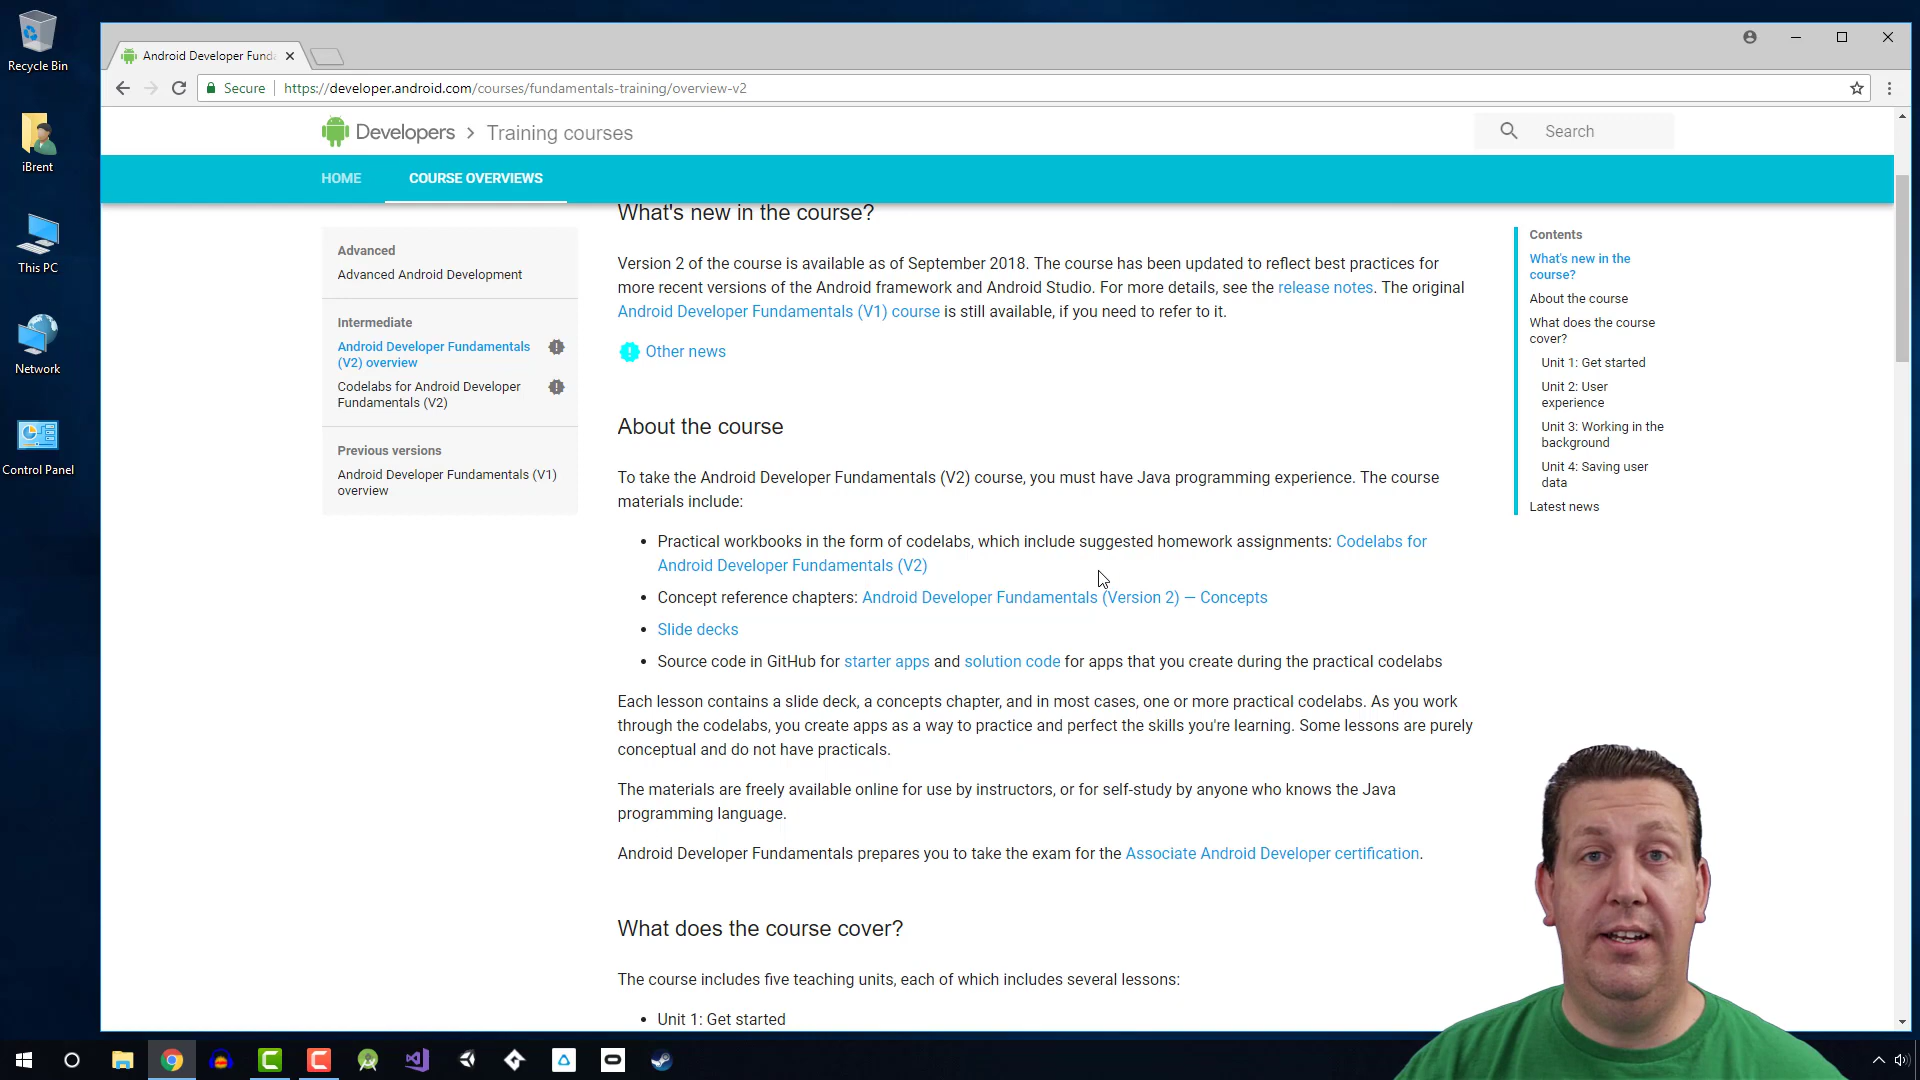 Recycle Bin
iBrent
This PC
Network
Control Panel
Android Developer Funda
Secure
https://developer.android.com/courses/fundamentals-training/overview-v2
Developers
Training courses
Search
HOME
COURSE OVERVIEWS
Advanced
Advanced Android Development
Intermediate
Android Developer Fundamentals
(V2) overview
Codelabs for Android Developer
Fundamentals (V2)
Previous versions
Android Developer Fundamentals (V1)
overview
What's new in the course?
Version 2 of the course is available as of September 2018. The course has been updated to reflect best practices for
more recent versions of the Android framework and Android Studio. For more details, see the release notes. The original
Android Developer Fundamentals (V1) course is still available, if you need to refer to it.
Other news
About the course
To take the Android Developer Fundamentals (V2) course, you must have Java programming experience. The course
materials include:
• Practical workbooks in the form of codelabs, which include suggested homework assignments: Codelabs for
Android Developer Fundamentals (V2)
• Concept reference chapters: Android Developer Fundamentals (Version 2) — Concepts
• Slide decks
• Source code in GitHub for starter apps and solution code for apps that you create during the practical codelabs
Each lesson contains a slide deck, a concepts chapter, and in most cases, one or more practical codelabs. As you work
through the codelabs, you create apps as a way to practice and perfect the skills you're learning. Some lessons are purely
conceptual and do not have practicals.
The materials are freely available online for use by instructors, or for self-study by anyone who knows the Java
programming language.
Android Developer Fundamentals prepares you to take the exam for the Associate Android Developer certification.
What does the course cover?
The course includes five teaching units, each of which includes several lessons:
• Unit 1: Get started
Contents
What's new in the
course?
About the course
What does the course
cover?
Unit 1: Get started
Unit 2: User
experience
Unit 3: Working in the
background
Unit 4: Saving user
data
Latest news